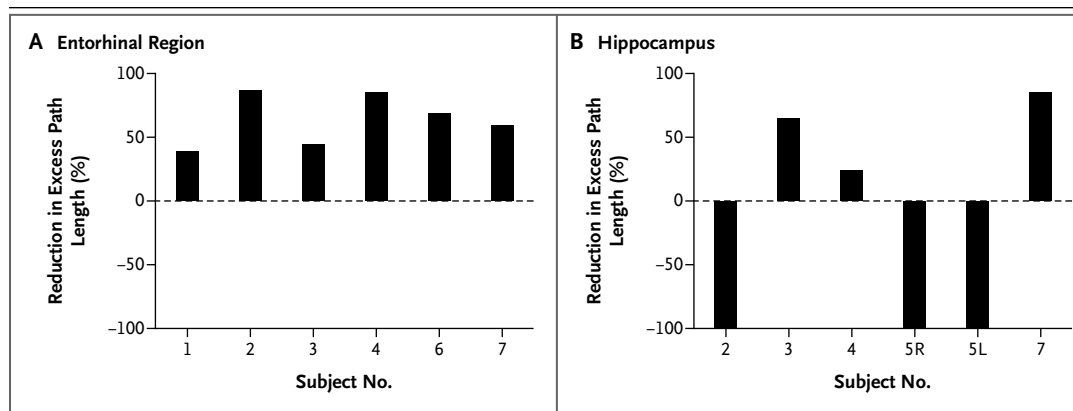 A Entorhinal Region
Reduction in Excess Path
Length (%)
100
50
0
−50
−100
1 2 3 4 6 7
Subject No.
B Hippocampus
Reduction in Excess Path
Length (%)
100
50
0
−50
−100
2 3 4 5R 5L 7
Subject No.